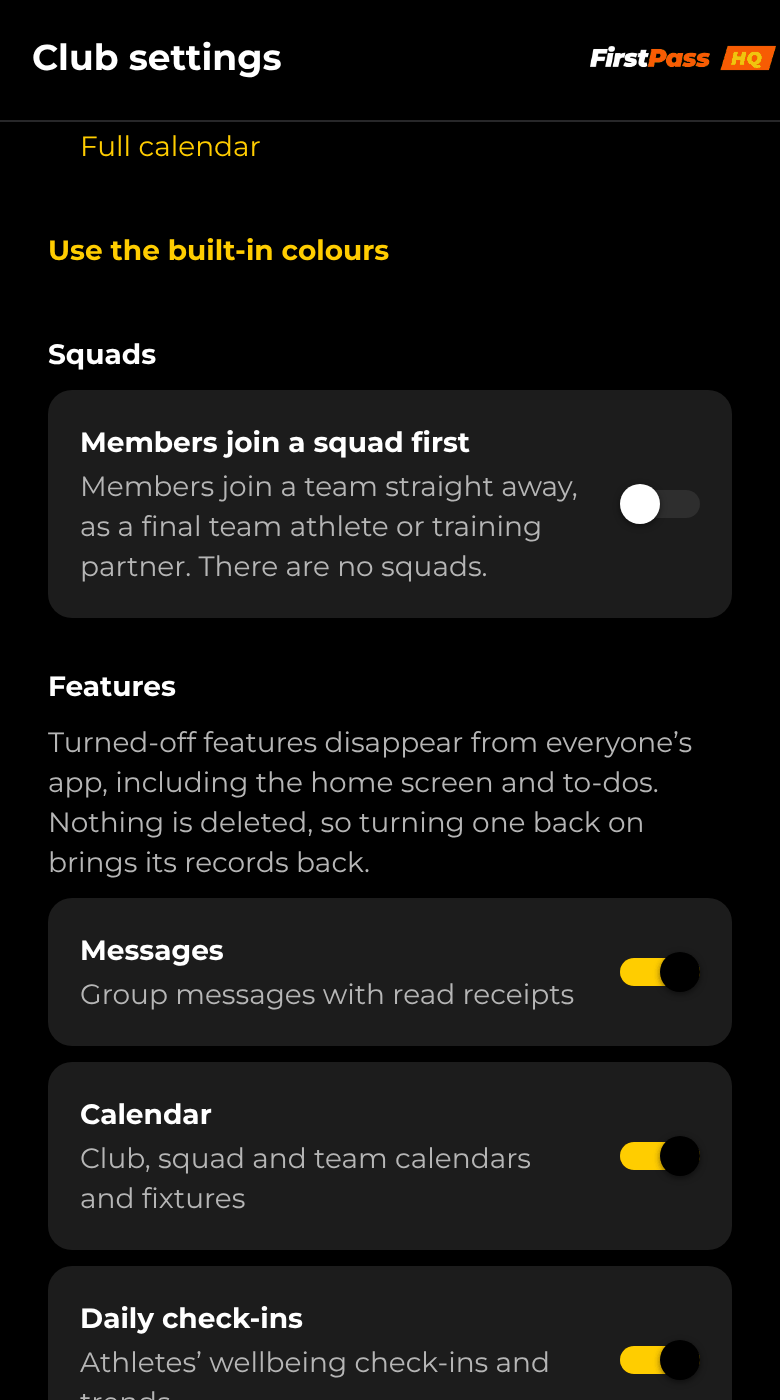 Club settings
FirstPass HQ
Full calendar
Use the built-in colours
Squads
Members join a squad first
Members join a team straight away,
as a final team athlete or training
partner. There are no squads.
Features
Turned-off features disappear from everyone’s
app, including the home screen and to-dos.
Nothing is deleted, so turning one back on
brings its records back.
Messages
Group messages with read receipts
Calendar
Club, squad and team calendars
and fixtures
Daily check-ins
Athletes’ wellbeing check-ins and
trends